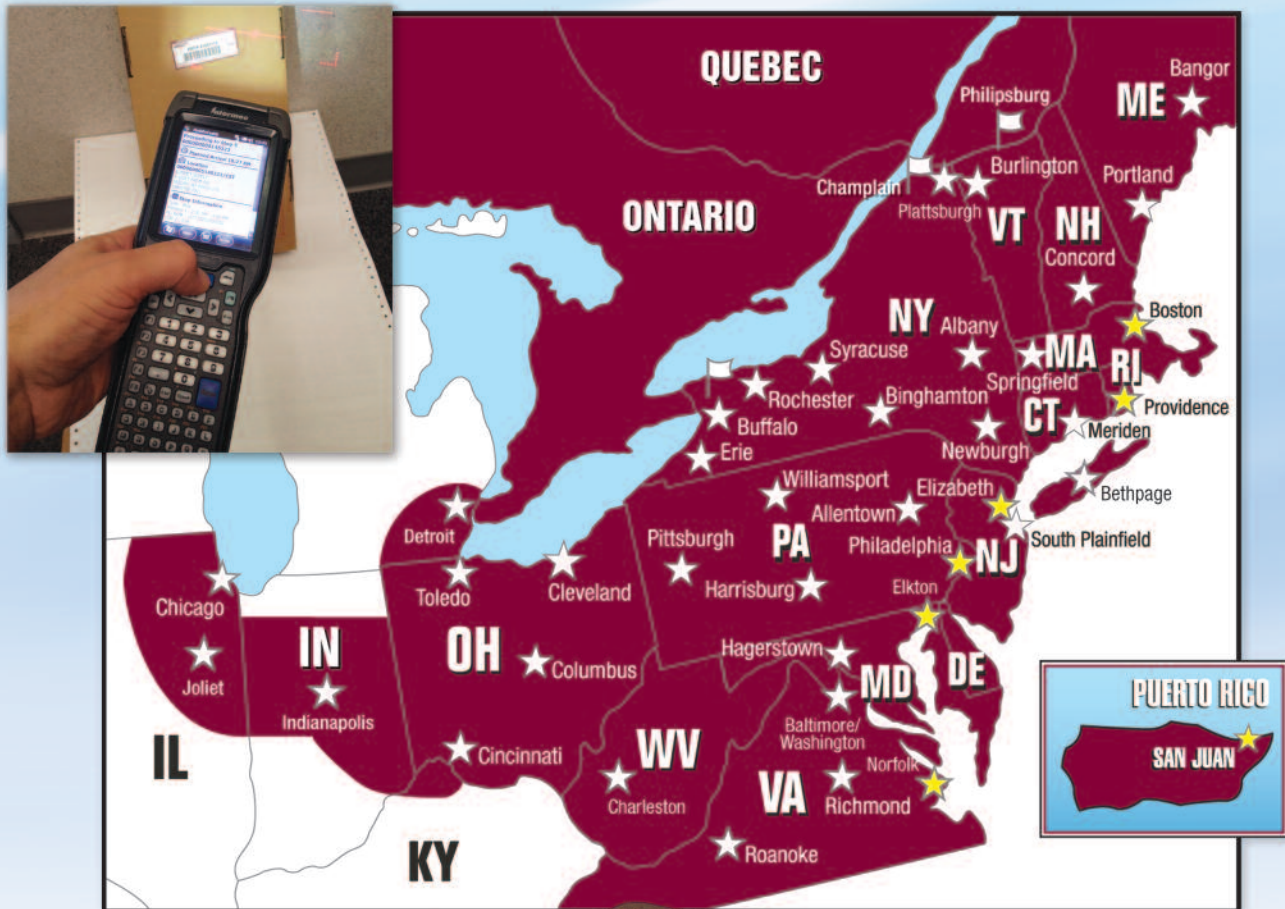 Intermec
QUEBEC
Bangor
ME
Philipsburg
Burlington
Portland
Champlain
Plattsburgh
VT
NH
ONTARIO
Concord
NY
Albany
Boston
Syracuse
MA
RI
Springfield
Rochester
Binghamton
CT
Providence
Buffalo
Meriden
Newburgh
Erie
Williamsport
Elizabeth
Bethpage
Allentown
Detroit
Pittsburgh
PA
Philadelphia
NJ
South Plainfield
Chicago
Toledo
Cleveland
Harrisburg
Elkton
IN
OH
Hagerstown
MD
DE
Joliet
Columbus
Indianapolis
PUERTO RICO
Baltimore/
Washington
SAN JUAN
IL
Cincinnati
WV
Norfolk
Charleston
VA
Richmond
KY
Roanoke